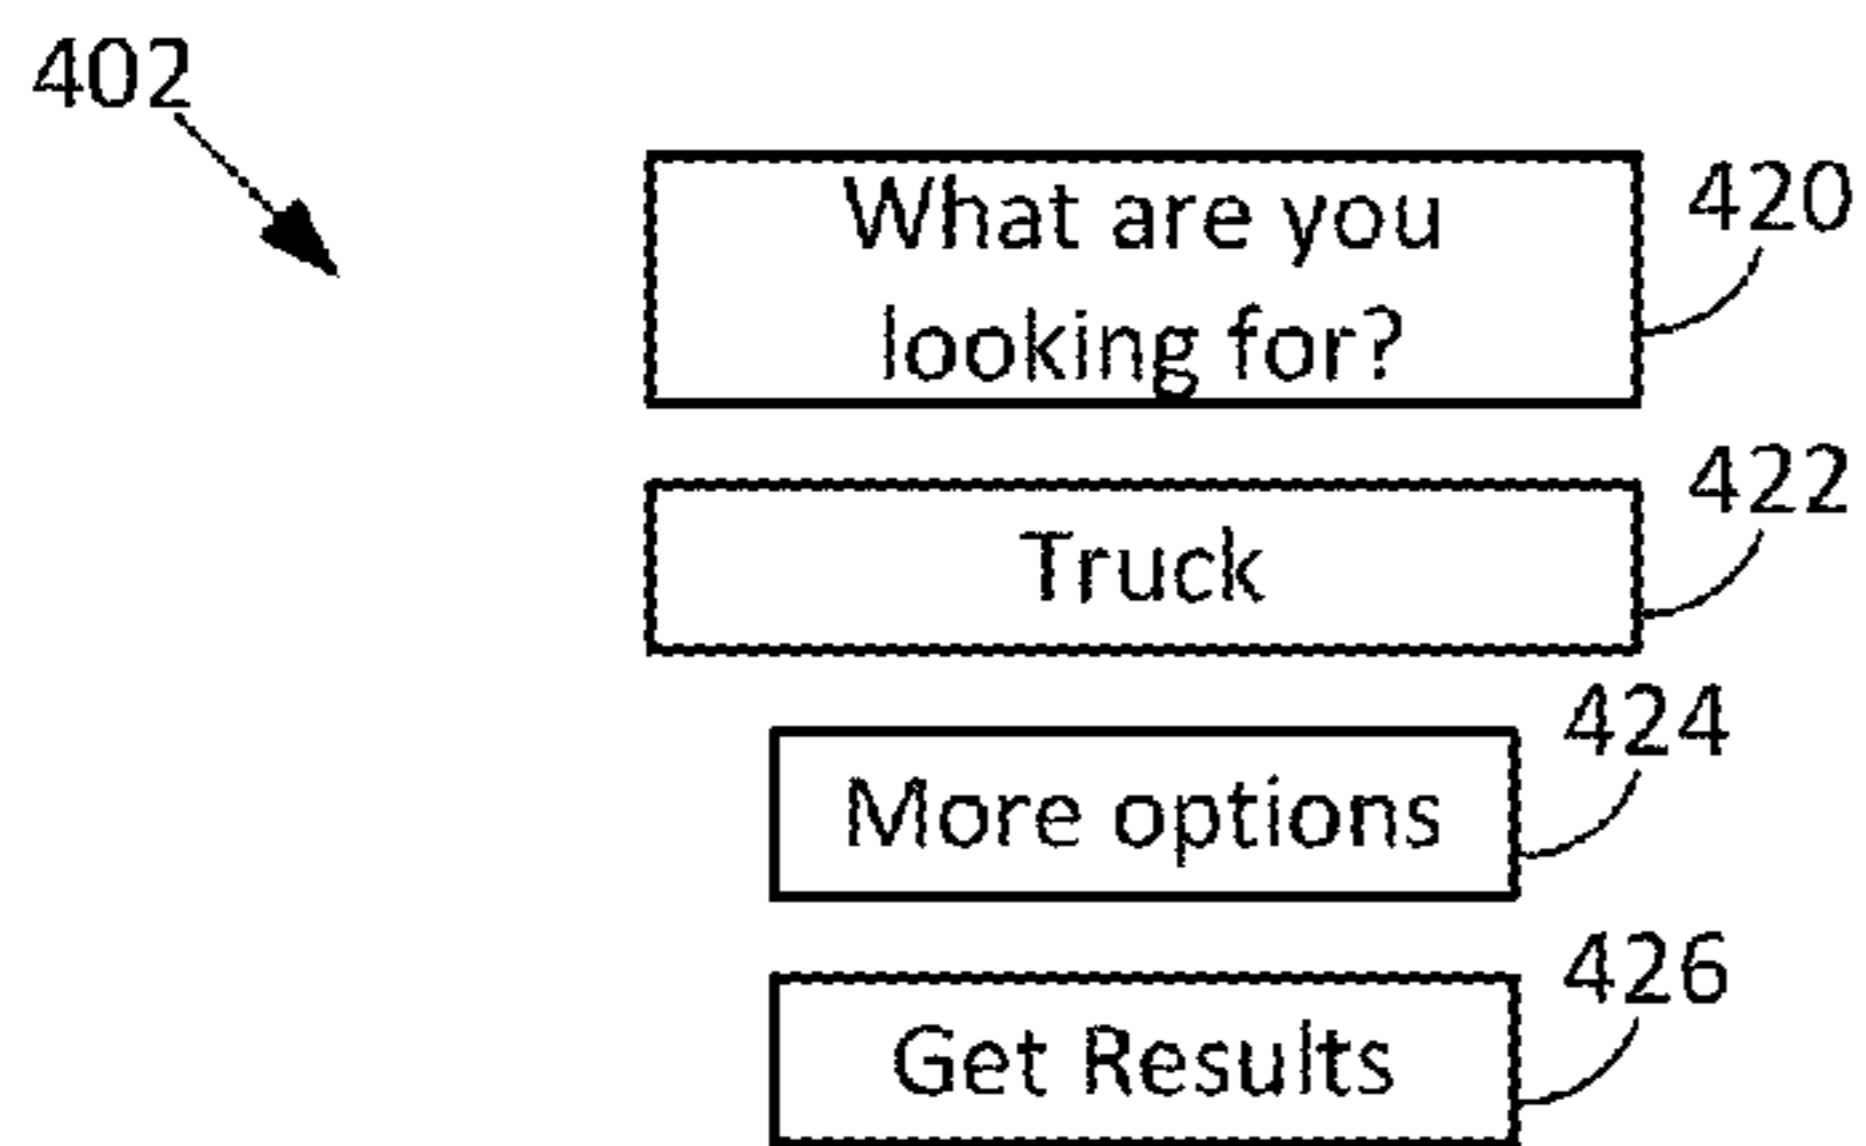 402
What are you
looking for?
420
Truck
422
More options
424
Get Results
426